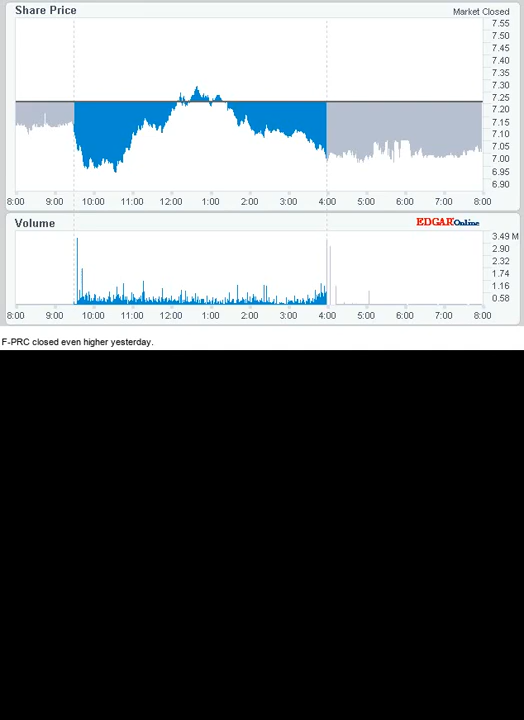 Share Price
Market Closed
7.55
7.50
7.45
7.40
7.35
7.30
7.25
7.20
7.15
7.10
7.05
7.00
6.95
6.90
8:00 9:00 10:00 11:00 12:00 1:00 2:00 3:00 4:00 5:00 6:00 7:00 8:00
Volume
EDGAR Online
3.49 M
2.90
2.32
1.74
1.16
0.58
8:00 9:00 10:00 11:00 12:00 1:00 2:00 3:00 4:00 5:00 6:00 7:00 8:00
F-PRC closed even higher yesterday.